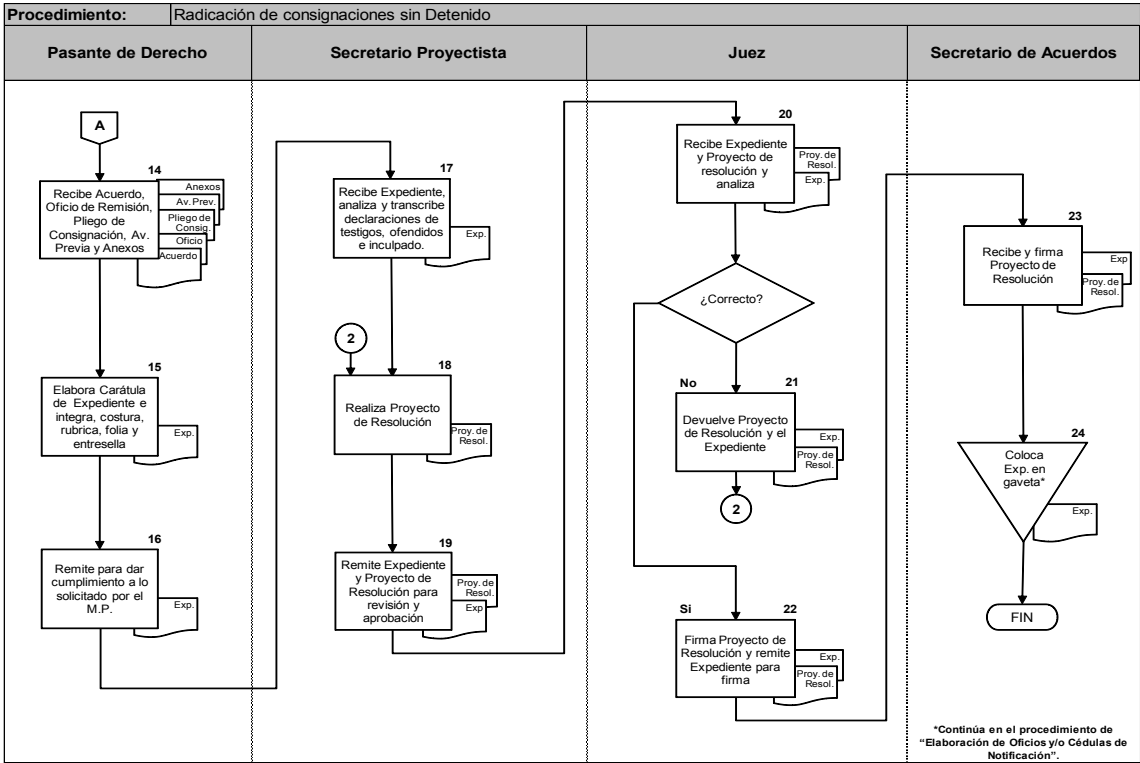 Procedimiento: Radicación de consignaciones sin Detenido
Pasante de Derecho
Secretario Proyectista
Juez
Secretario de Acuerdos
A
14
Recibe Acuerdo,
Oficio de Remisión,
Pliego de
Consignación, Av.
Previa y Anexos
Anexos
Av. Prev.
Pliego de
Consig.
Oficio
Acuerdo
15
Elabora Carátula
de Expediente e
integra, costura,
rubrica, folia y
entresella
Exp.
16
Remite para dar
cumplimiento a lo
solicitado por el
M.P.
Exp.
17
Recibe Expediente,
analiza y transcribe
declaraciones de
testigos, ofendidos
e inculpado.
Exp.
2
18
Realiza Proyecto
de Resolución
Proy. de
Resol.
19
Remite Expediente
y Proyecto de
Resolución para
revisión y
aprobación
Proy. de
Resol.
Exp
20
Recibe Expediente
y Proyecto de
resolución y
analiza
Proy. de
Resol.
Exp.
¿Correcto?
No
21
Devuelve Proyecto
de Resolución y el
Expediente
Exp.
Proy. de
Resol.
2
Si
22
Firma Proyecto de
Resolución y remite
Expediente para
firma
Exp.
Proy. de
Resol.
23
Recibe y firma
Proyecto de
Resolución
Exp
Proy. de
Resol.
24
Coloca
Exp. en
gaveta*
Exp.
FIN
*Continúa en el procedimiento de
“Elaboración de Oficios y/o Cédulas de
Notificación”.